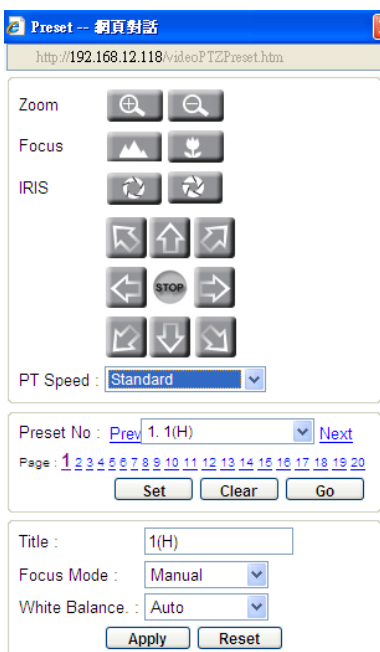 Preset -- 網頁對話
http://192.168.12.118/videoPTZPreset.htm
Zoom
Focus
IRIS
STOP
PT Speed : Standard
Preset No : Prev 1. 1(H) Next
Page : 1 2 3 4 5 6 7 8 9 10 11 12 13 14 15 16 17 18 19 20
Set Clear Go
Title : 1(H)
Focus Mode : Manual
White Balance. : Auto
Apply Reset